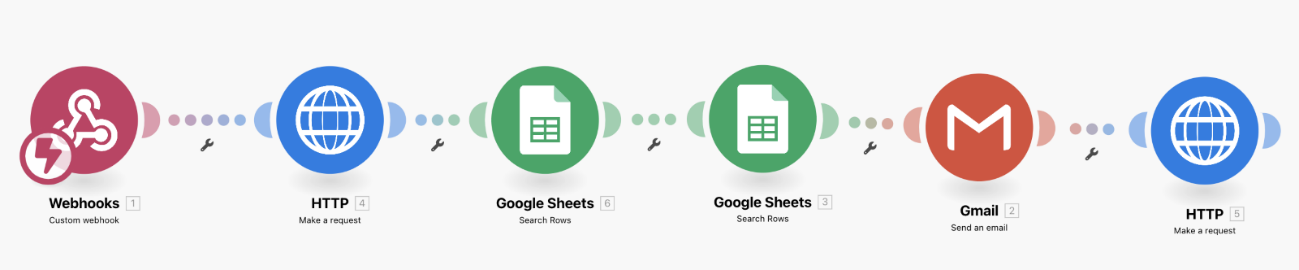 Webhooks 1
Custom webhook
HTTP 4
Make a request
Google Sheets 6
Search Rows
Google Sheets 3
Search Rows
Gmail 2
Send an email
HTTP 5
Make a request